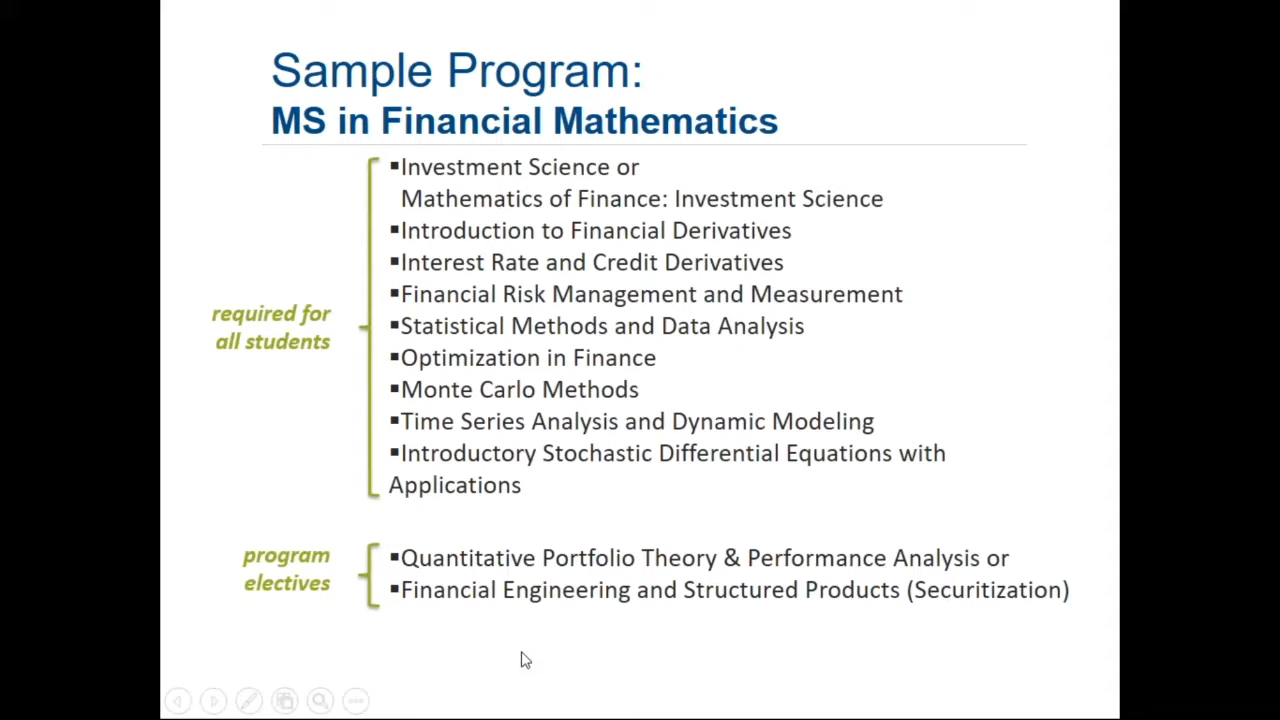 Sample Program:
MS in Financial Mathematics
required for
all students
▪Investment Science or
Mathematics of Finance: Investment Science
▪Introduction to Financial Derivatives
▪Interest Rate and Credit Derivatives
▪Financial Risk Management and Measurement
▪Statistical Methods and Data Analysis
▪Optimization in Finance
▪Monte Carlo Methods
▪Time Series Analysis and Dynamic Modeling
▪Introductory Stochastic Differential Equations with
Applications
program
electives
▪Quantitative Portfolio Theory & Performance Analysis or
▪Financial Engineering and Structured Products (Securitization)